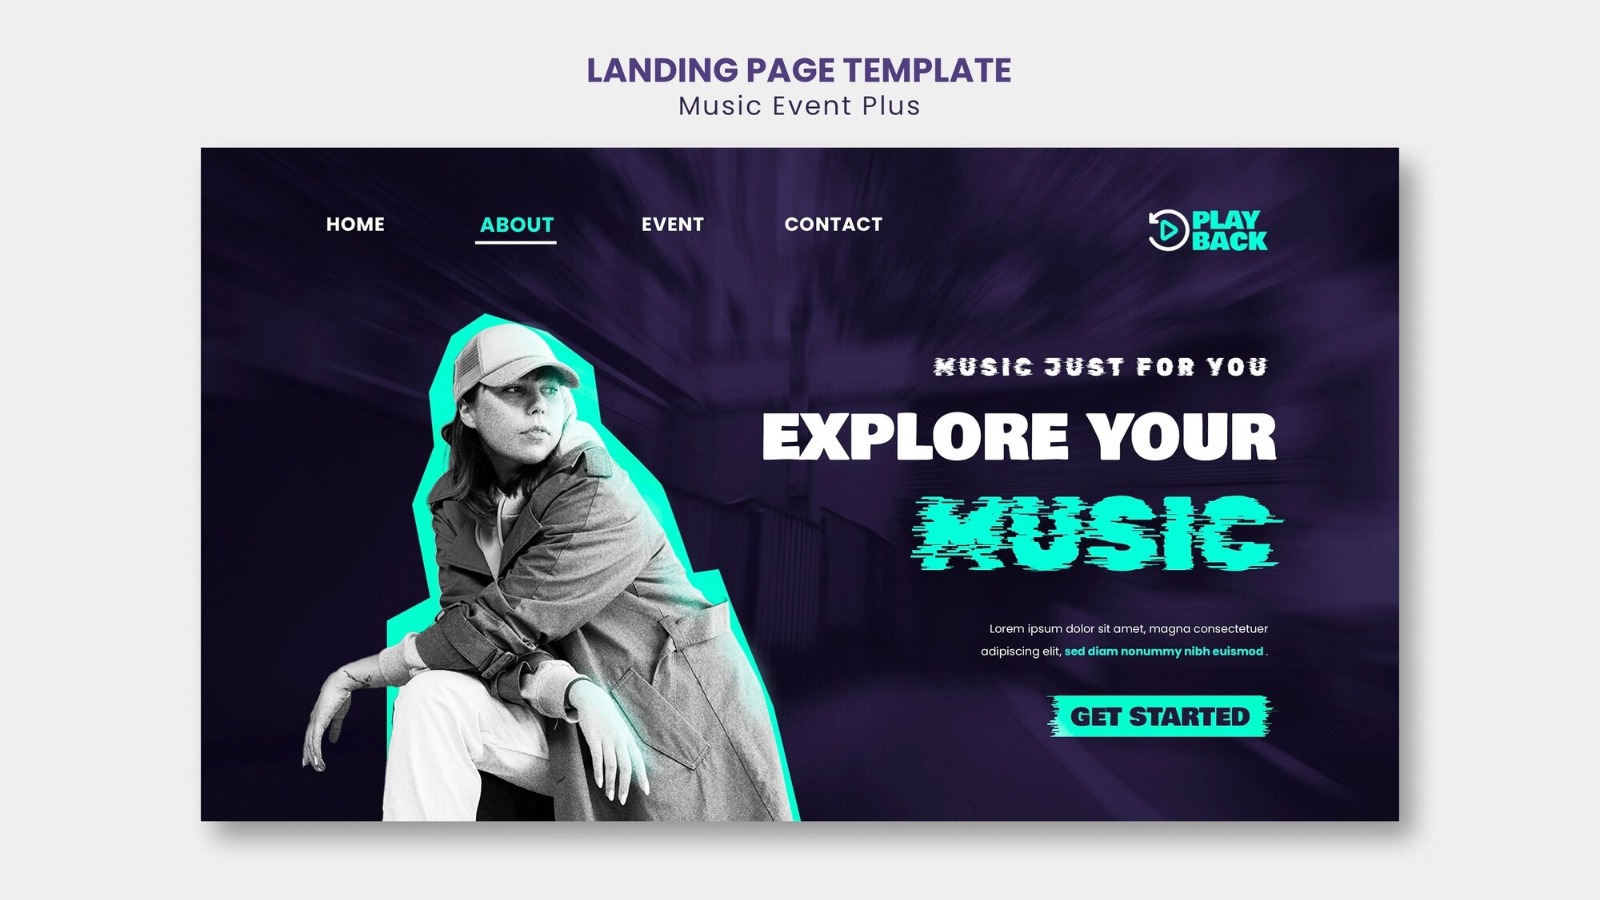 LANDING PAGE TEMPLATE
Music Event Plus
HOME
ABOUT
EVENT
CONTACT
PLAY
BACK
MUSIC JUST FOR YOU
EXPLORE YOUR
MUSIC
Lorem ipsum dolor sit amet, magna consectetuer
adipiscing elit, sed diam nonummy nibh euismod.
GET STARTED